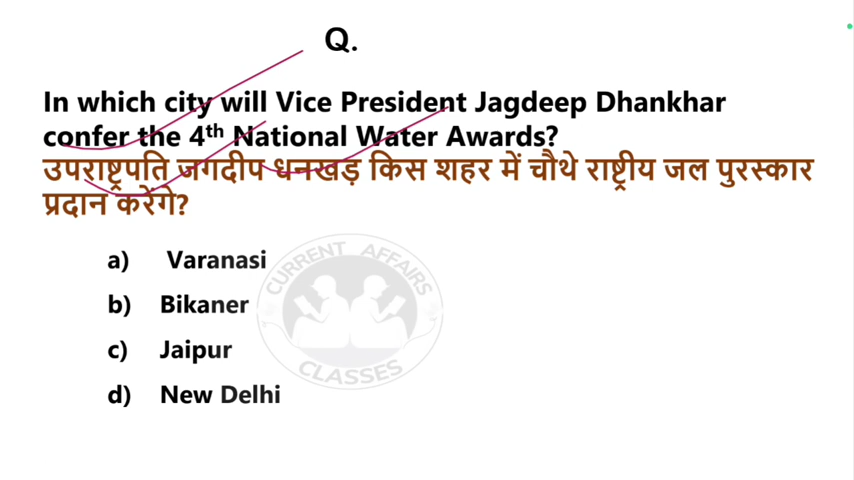 Q.
In which city will Vice President Jagdeep Dhankhar
confer the 4th National Water Awards?
उपराष्ट्रपति जगदीप धनखड़ किस शहर में चौथे राष्ट्रीय जल पुरस्कार
प्रदान करेंगे?
a) Varanasi
b) Bikaner
c) Jaipur
d) New Delhi
CURRENT AFFAIRS
CLASSES